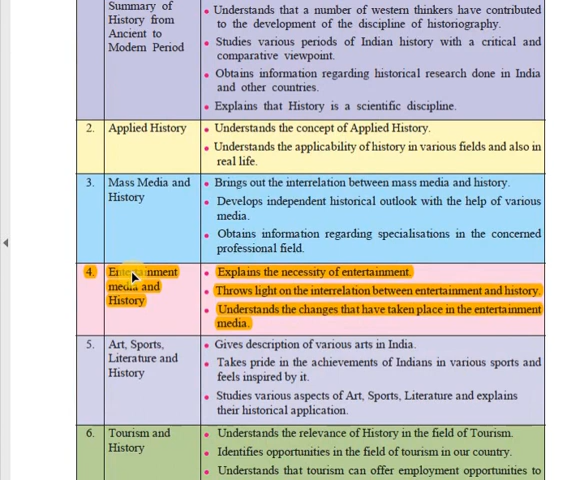 Summary of
History from
Ancient to
Modern Period
• Understands that a number of western thinkers have contributed
to the development of the discipline of historiography.
• Studies various periods of Indian history with a critical and
comparative viewpoint.
• Obtains information regarding historical research done in India
and other countries.
• Explains that History is a scientific discipline.
2. Applied History
• Understands the concept of Applied History.
• Understands the applicability of history in various fields and also in
real life.
3. Mass Media and
History
• Brings out the interrelation between mass media and history.
• Develops independent historical outlook with the help of various
media.
• Obtains information regarding specialisations in the concerned
professional field.
4. Entertainment
media and
History
• Explains the necessity of entertainment.
• Throws light on the interrelation between entertainment and history.
• Understands the changes that have taken place in the entertainment
media.
5. Art, Sports,
Literature and
History
• Gives description of various arts in India.
• Takes pride in the achievements of Indians in various sports and
feels inspired by it.
• Studies various aspects of Art, Sports, Literature and explains
their historical application.
6. Tourism and
History
• Understands the relevance of History in the field of Tourism.
• Identifies opportunities in the field of tourism in our country.
• Understands that tourism can offer employment opportunities to